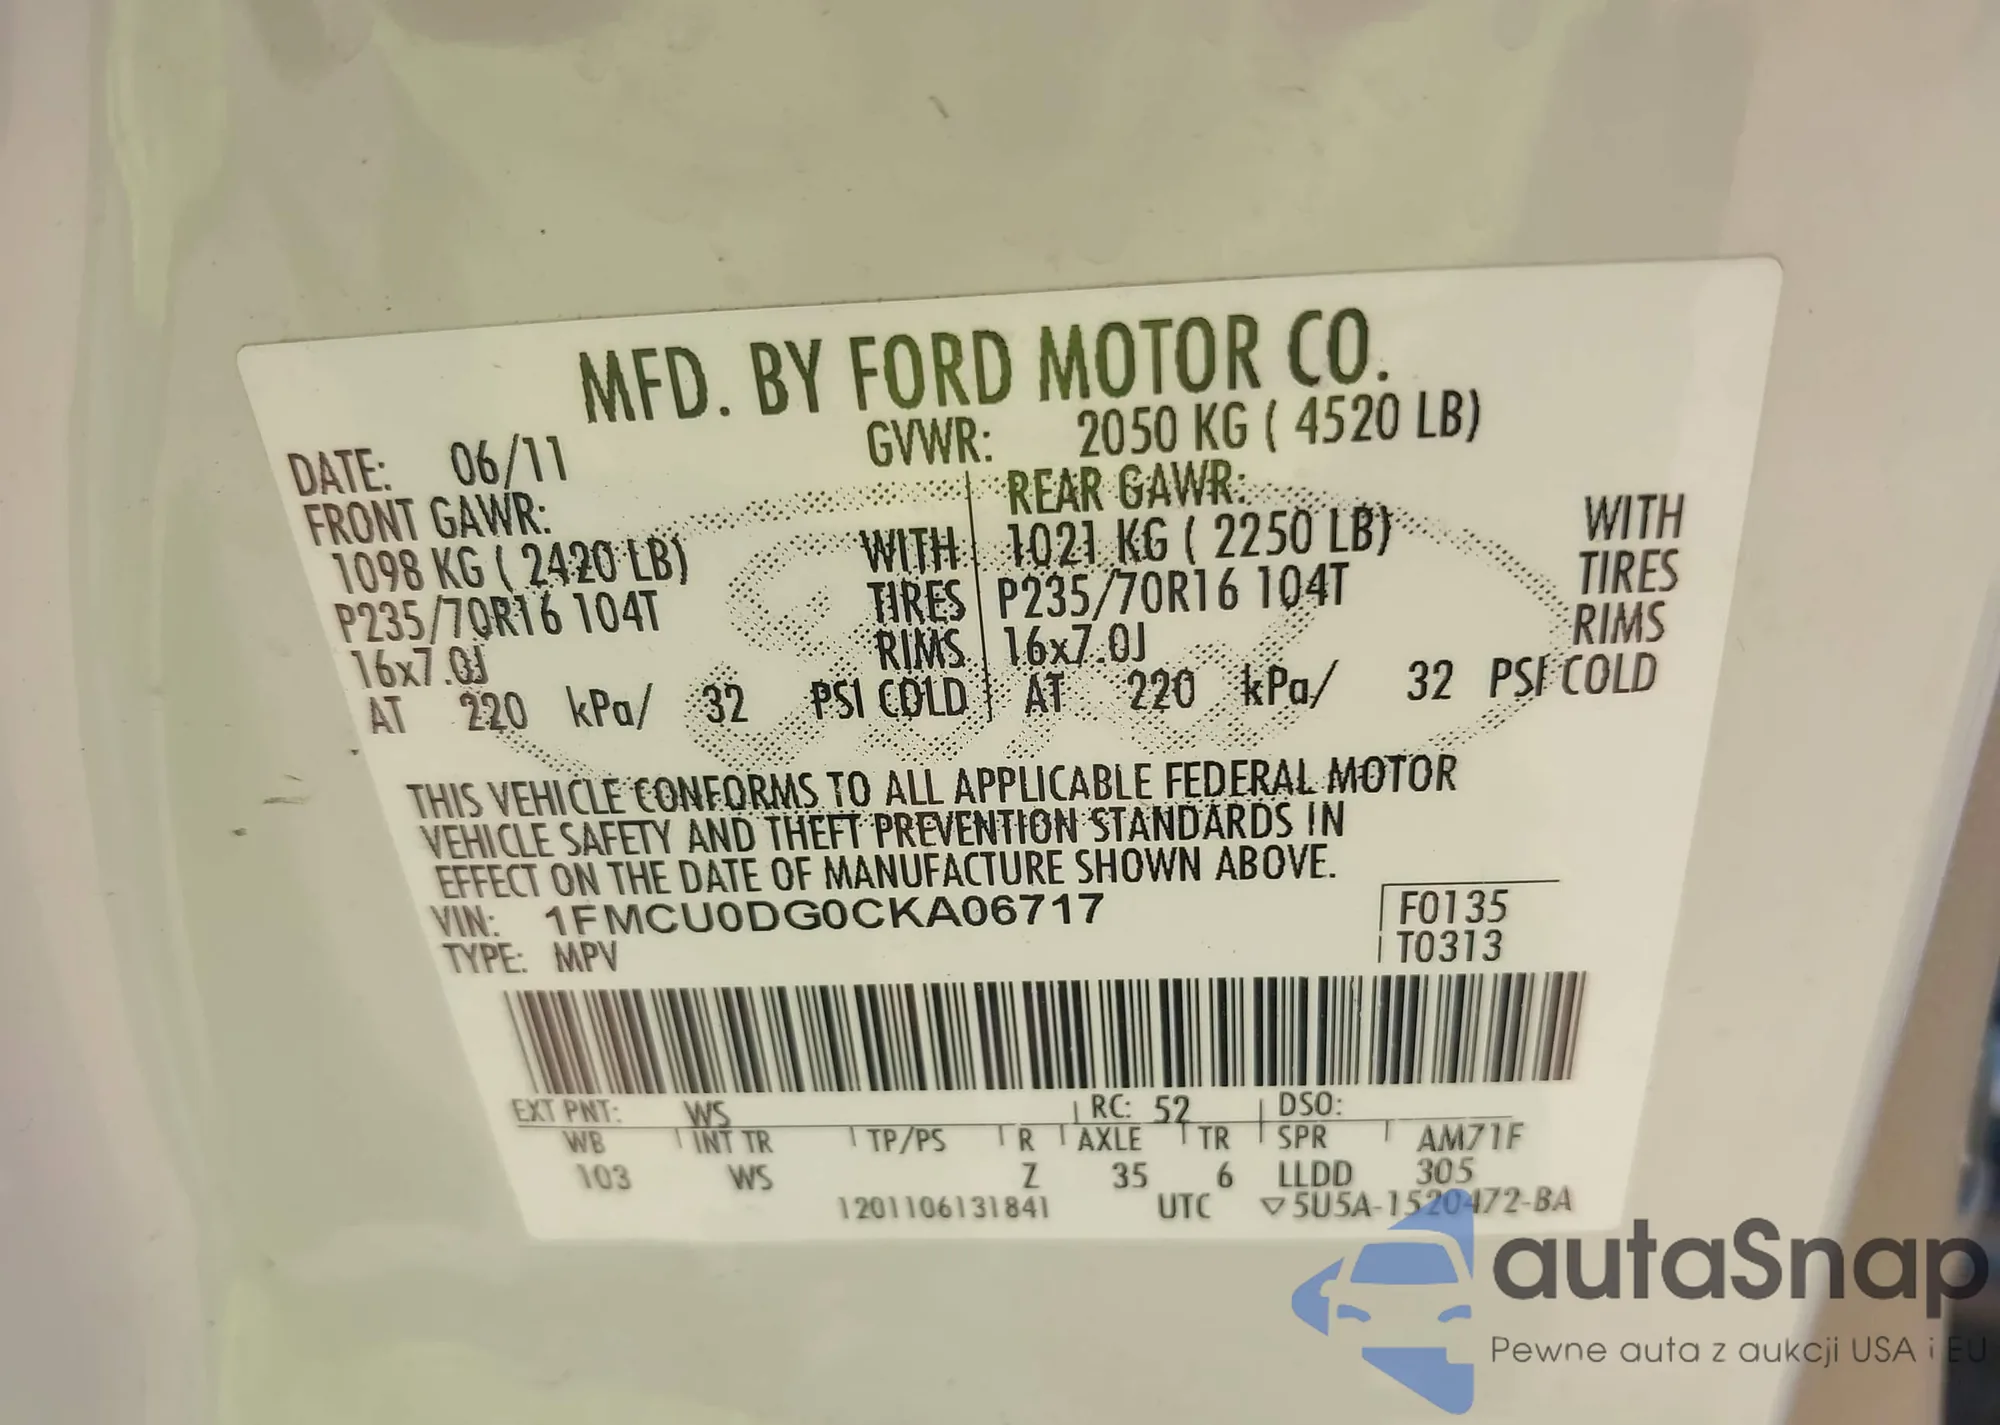 MFD. BY FORD MOTOR CO.
DATE: 06/11 GVWR: 2050 KG ( 4520 LB)
FRONT GAWR: REAR GAWR:
1098 KG ( 2420 LB) WITH 1021 KG ( 2250 LB) WITH
P235/70R16 104T TIRES P235/70R16 104T TIRES
16x7.0J RIMS 16x7.0J RIMS
AT 220 kPa/ 32 PSI COLD AT 220 kPa/ 32 PSI COLD
THIS VEHICLE CONFORMS TO ALL APPLICABLE FEDERAL MOTOR
VEHICLE SAFETY AND THEFT PREVENTION STANDARDS IN
EFFECT ON THE DATE OF MANUFACTURE SHOWN ABOVE.
VIN: 1FMCU0DG0CKA06717 F0135
TYPE: MPV T0313
EXT PNT: WS RC: 52 DSO:
WB INT TR TP/PS R AXLE TR SPR AM71F
103 WS Z 35 6 LLDD 305
1201106131841 UTC ▽5U5A-1520472-BA
autaSnap
Pewne auta z aukcji USA i EU